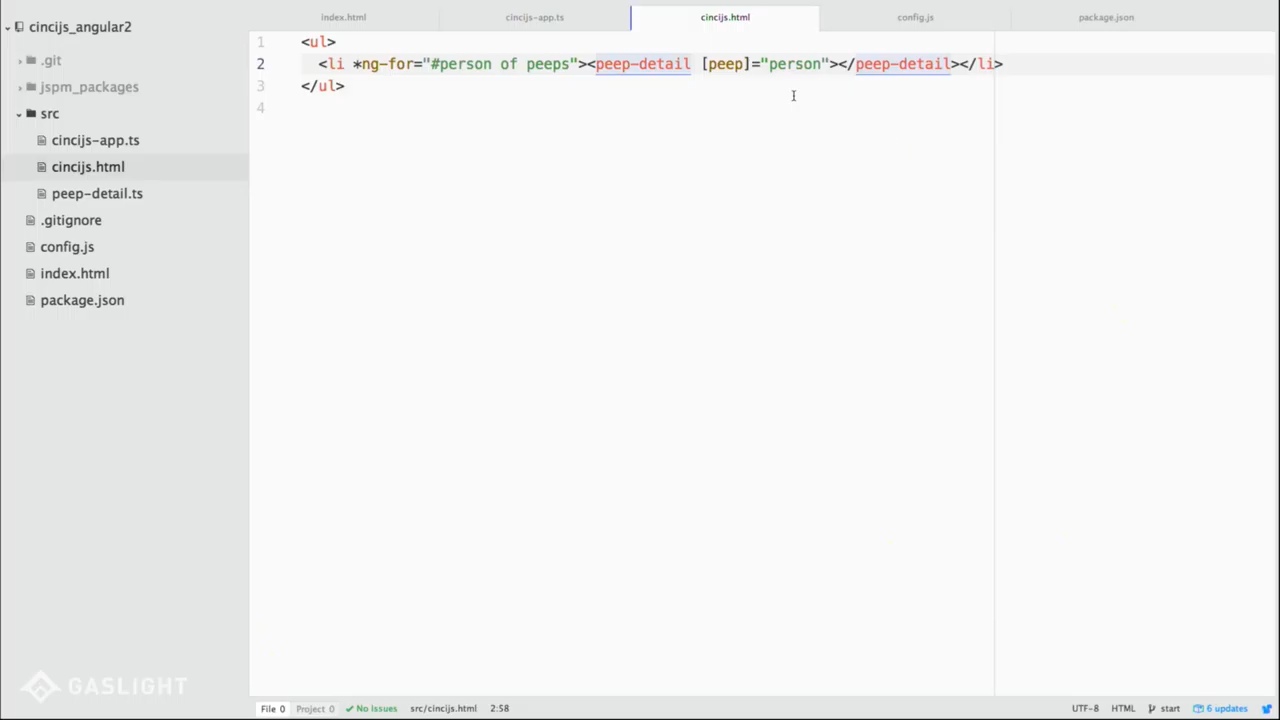 cincijs_angular2
.git
jspm_packages
src
cincijs-app.ts
cincijs.html
peep-detail.ts
.gitignore
config.js
index.html
package.json
index.html cincijs-app.ts cincijs.html config.js package.json
1 <ul>
2 <li *ng-for="#person of peeps"><peep-detail [peep]="person"></peep-detail></li>
3 </ul>
4
GASLIGHT
File 0 Project 0 No Issues src/cincijs.html 2:58 UTF-8 HTML start 6 updates